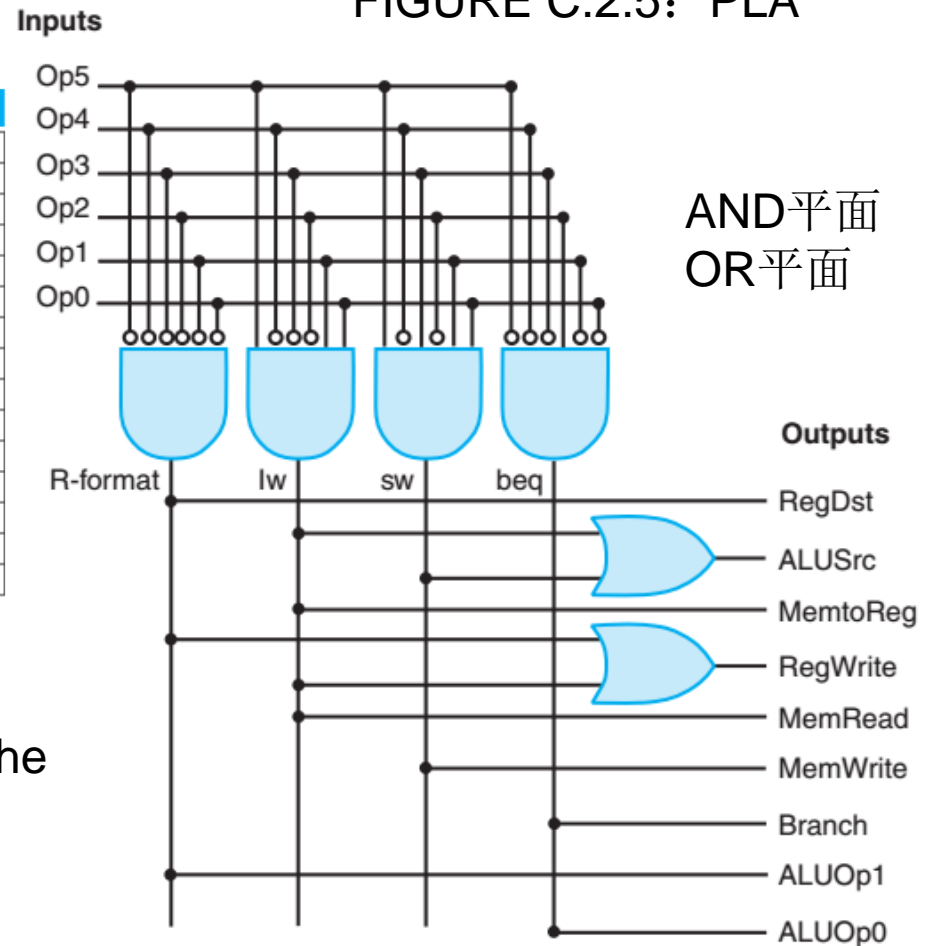 FIGURE C.2.5：PLA
Inputs
Op5
Op4
Op3
Op2
Op1
Op0
AND平面
OR平面
Outputs
R-format
lw
sw
beq
RegDst
ALUSrc
MemtoReg
RegWrite
MemRead
he
MemWrite
Branch
ALUOp1
ALUOp0